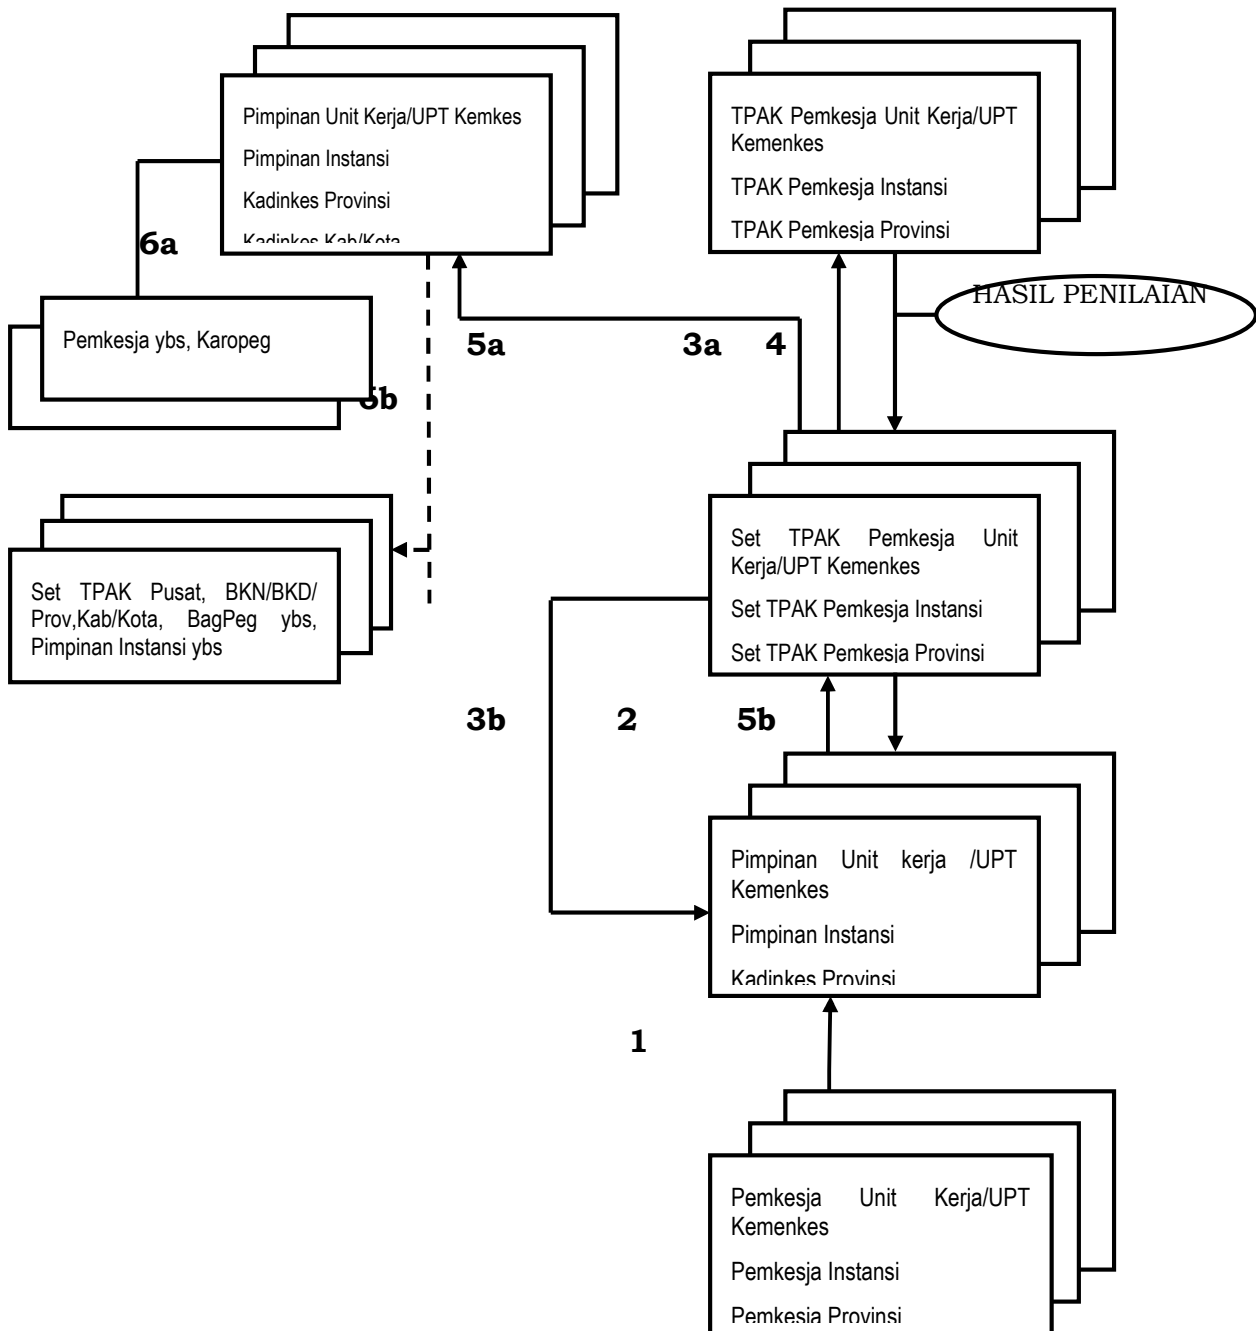 Pimpinan Unit Kerja/UPT Kemkes
Pimpinan Instansi
Kadinkes Provinsi
Kadinkes Kab/Kota
TPAK Pemkesja Unit Kerja/UPT
Kemenkes
TPAK Pemkesja Instansi
TPAK Pemkesja Provinsi
6a
HASIL PENILAIAN
Pemkesja ybs, Karopeg
5a
3a
4
6b
Set TPAK Pemkesja Unit
Kerja/UPT Kemenkes
Set TPAK Pemkesja Instansi
Set TPAK Pemkesja Provinsi
Set TPAK Pusat, BKN/BKD/
Prov,Kab/Kota, BagPeg ybs,
Pimpinan Instansi ybs
3b
2
5b
Pimpinan Unit kerja /UPT
Kemenkes
Pimpinan Instansi
Kadinkes Provinsi
1
Pemkesja Unit Kerja/UPT
Kemenkes
Pemkesja Instansi
Pemkesja Provinsi